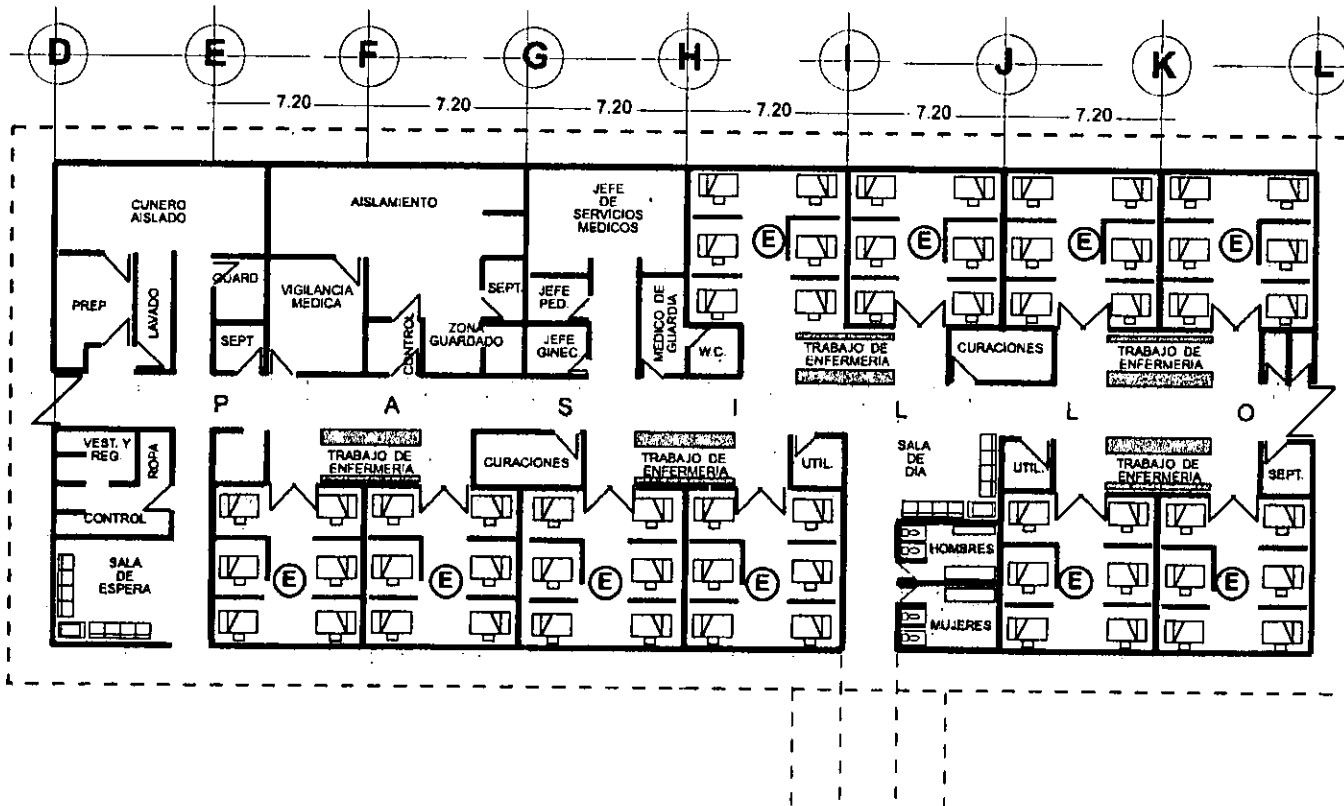 D E F G H I J K L
7.20 7.20 7.20 7.20 7.20 7.20
CUNERO
AISLADO
AISLAMIENTO
JEFE
DE
SERVICIOS
MEDICOS
E E E E
PREP
LAVADO
GUARD
VIGILANCIA
MEDICA
SEPT.
JEFE
PED.
SEPT
CONTROL
ZONA
GUARDADO
JEFE
GINEC.
MEDICO DE
GUARDIA
W.C.
TRABAJO DE
ENFERMERIA
CURACIONES
TRABAJO DE
ENFERMERIA
P A S I L L O
VEST. Y
REG.
ROPA
TRABAJO DE
ENFERMERIA
CURACIONES
TRABAJO DE
ENFERMERIA
UTIL.
SALA
DE
DIA
UTIL.
TRABAJO DE
ENFERMERIA
SEPT.
CONTROL
SALA
DE
ESPERA
HOMBRES
MUJERES
E E E E E E